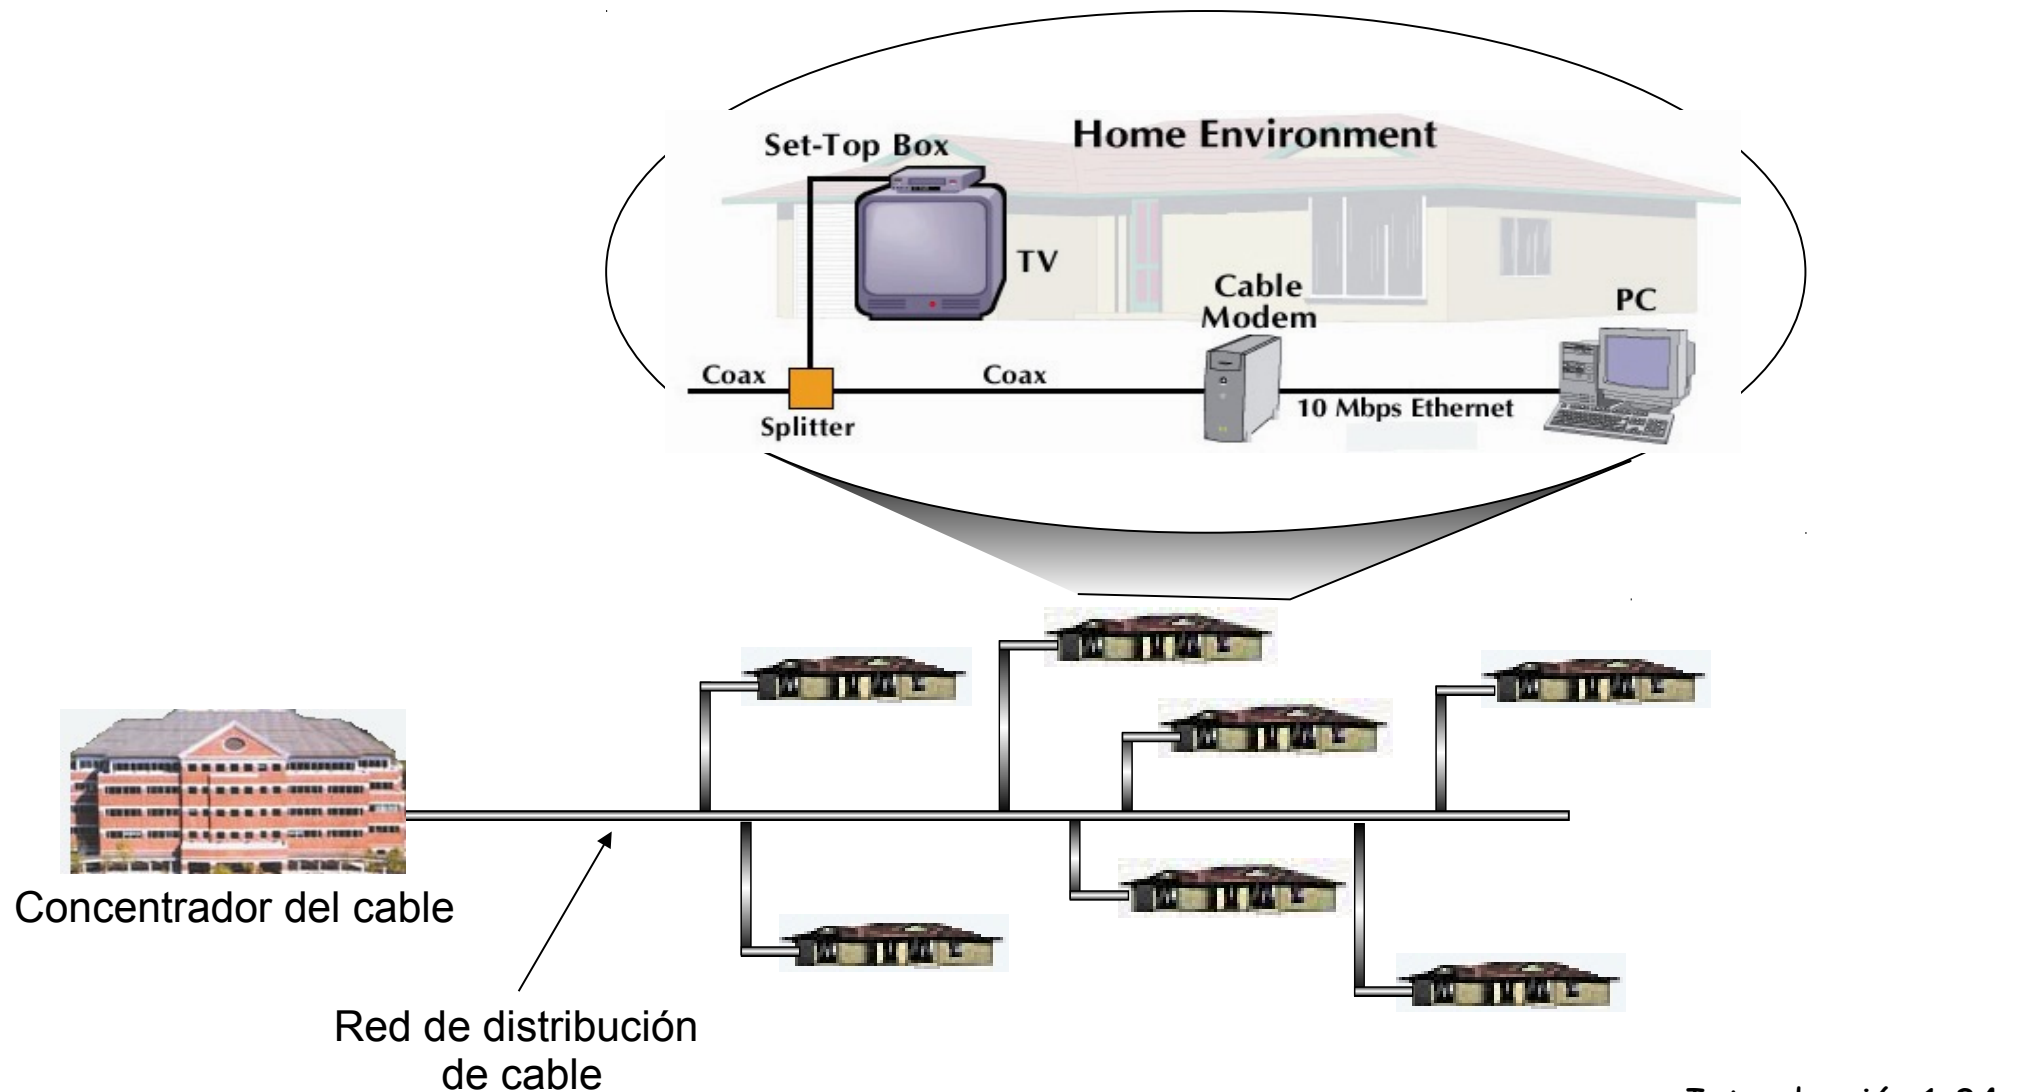 Home Environment
Set-Top Box
TV
Cable
Modem
PC
Coax
Coax
10 Mbps Ethernet
Splitter
Concentrador del cable
Red de distribución
de cable